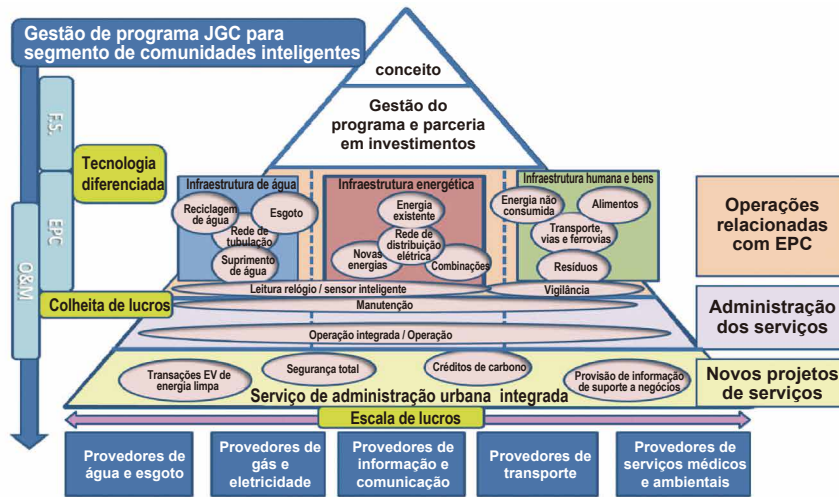 Gestão de programa JGC para
segmento de comunidades inteligentes
conceito
Gestão do
programa e parceria
em investimentos
F.S.
EPC
O&M
Tecnologia
diferenciada
Colheita de lucros
Infraestrutura de água
Reciclagem
de água
Esgoto
Rede de
tubulação
Suprimento
de água
Infraestrutura energética
Energia
existente
Rede de
distribuição
elétrica
Novas
energias
Combinações
Infraestrutura humana e bens
Energia não
consumida
Alimentos
Transporte,
vias e ferrovias
Resíduos
Operações
relacionadas
com EPC
Leitura relógio / sensor inteligente
Vigilância
Manutenção
Operação integrada / Operação
Administração
dos serviços
Transações EV de
energia limpa
Segurança total
Créditos de carbono
Provisão de informação
de suporte a negócios
Serviço de administração urbana integrada
Novos projetos
de serviços
Escala de lucros
Provedores de
água e esgoto
Provedores de
gás e
eletricidade
Provedores de
informação e
comunicação
Provedores de
transporte
Provedores de
serviços médicos
e ambientais